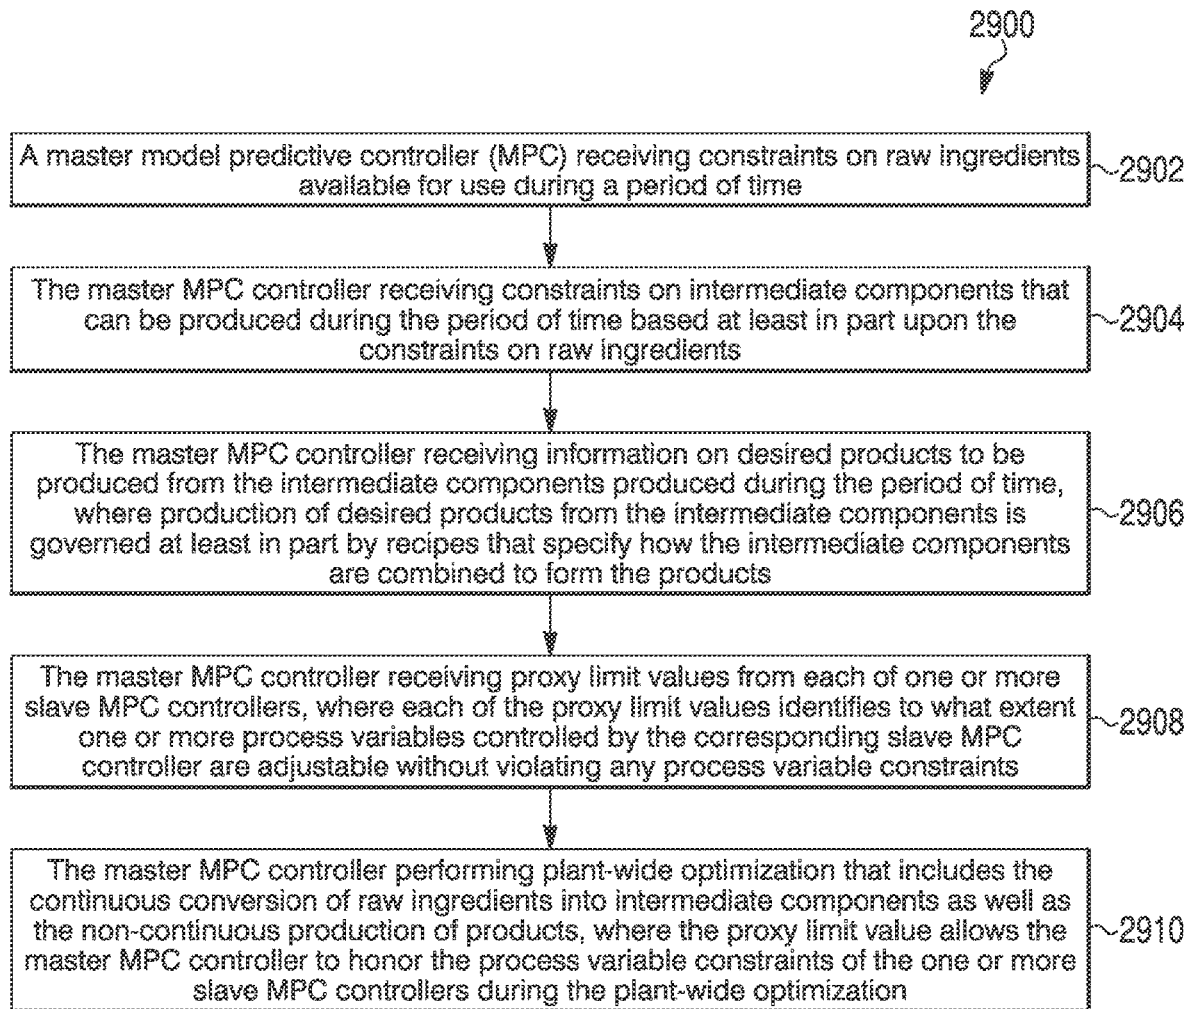 2900
A master model predictive controller (MPC) receiving constraints on raw ingredients
available for use during a period of time
2902
The master MPC controller receiving constraints on intermediate components that
can be produced during the period of time based at least in part upon the
constraints on raw ingredients
2904
The master MPC controller receiving information on desired products to be
produced from the intermediate components produced during the period of time,
where production of desired products from the intermediate components is
governed at least in part by recipes that specify how the intermediate components
are combined to form the products
2906
The master MPC controller receiving proxy limit values from each of one or more
slave MPC controllers, where each of the proxy limit values identifies to what extent
one or more process variables controlled by the corresponding slave MPC
controller are adjustable without violating any process variable constraints
2908
The master MPC controller performing plant-wide optimization that includes the
continuous conversion of raw ingredients into intermediate components as well as
the non-continuous production of products, where the proxy limit value allows the
master MPC controller to honor the process variable constraints of the one or more
slave MPC controllers during the plant-wide optimization
2910